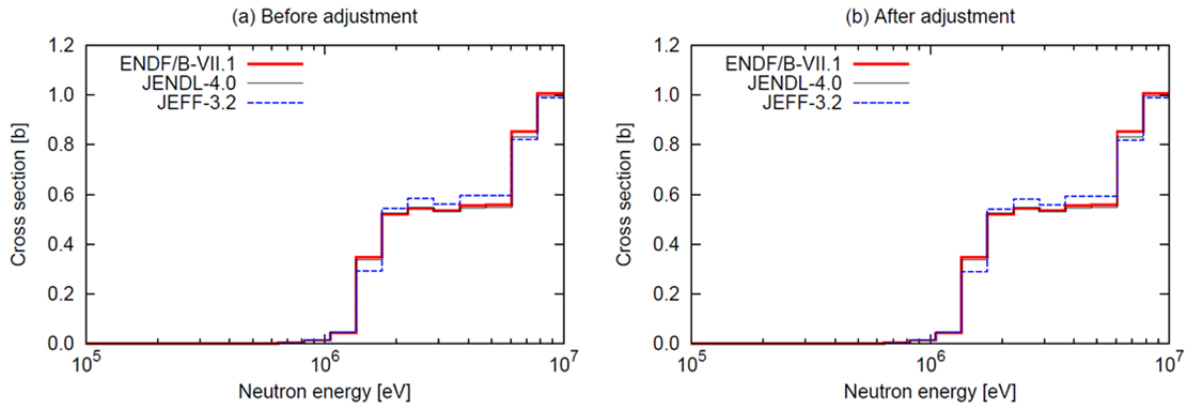 (a) Before adjustment
1.2
1.0
0.8
0.6
0.4
0.2
0.0
Cross section [b]
ENDF/B-VII.1
JENDL-4.0
JEFF-3.2
10⁵
10⁶
10⁷
Neutron energy [eV]
(b) After adjustment
1.2
1.0
0.8
0.6
0.4
0.2
0.0
Cross section [b]
ENDF/B-VII.1
JENDL-4.0
JEFF-3.2
10⁵
10⁶
10⁷
Neutron energy [eV]